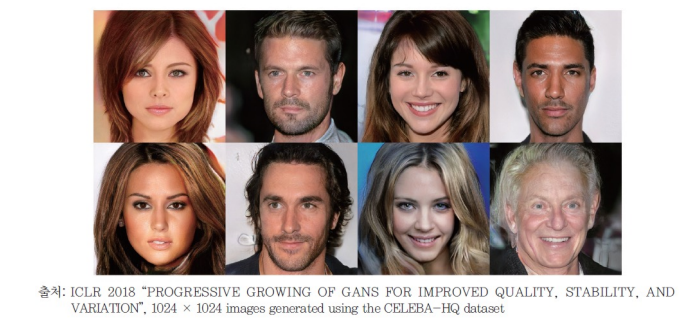 출처: ICLR 2018 “PROGRESSIVE GROWING OF GANS FOR IMPROVED QUALITY, STABILITY, AND
VARIATION”, 1024 × 1024 images generated using the CELEBA-HQ dataset